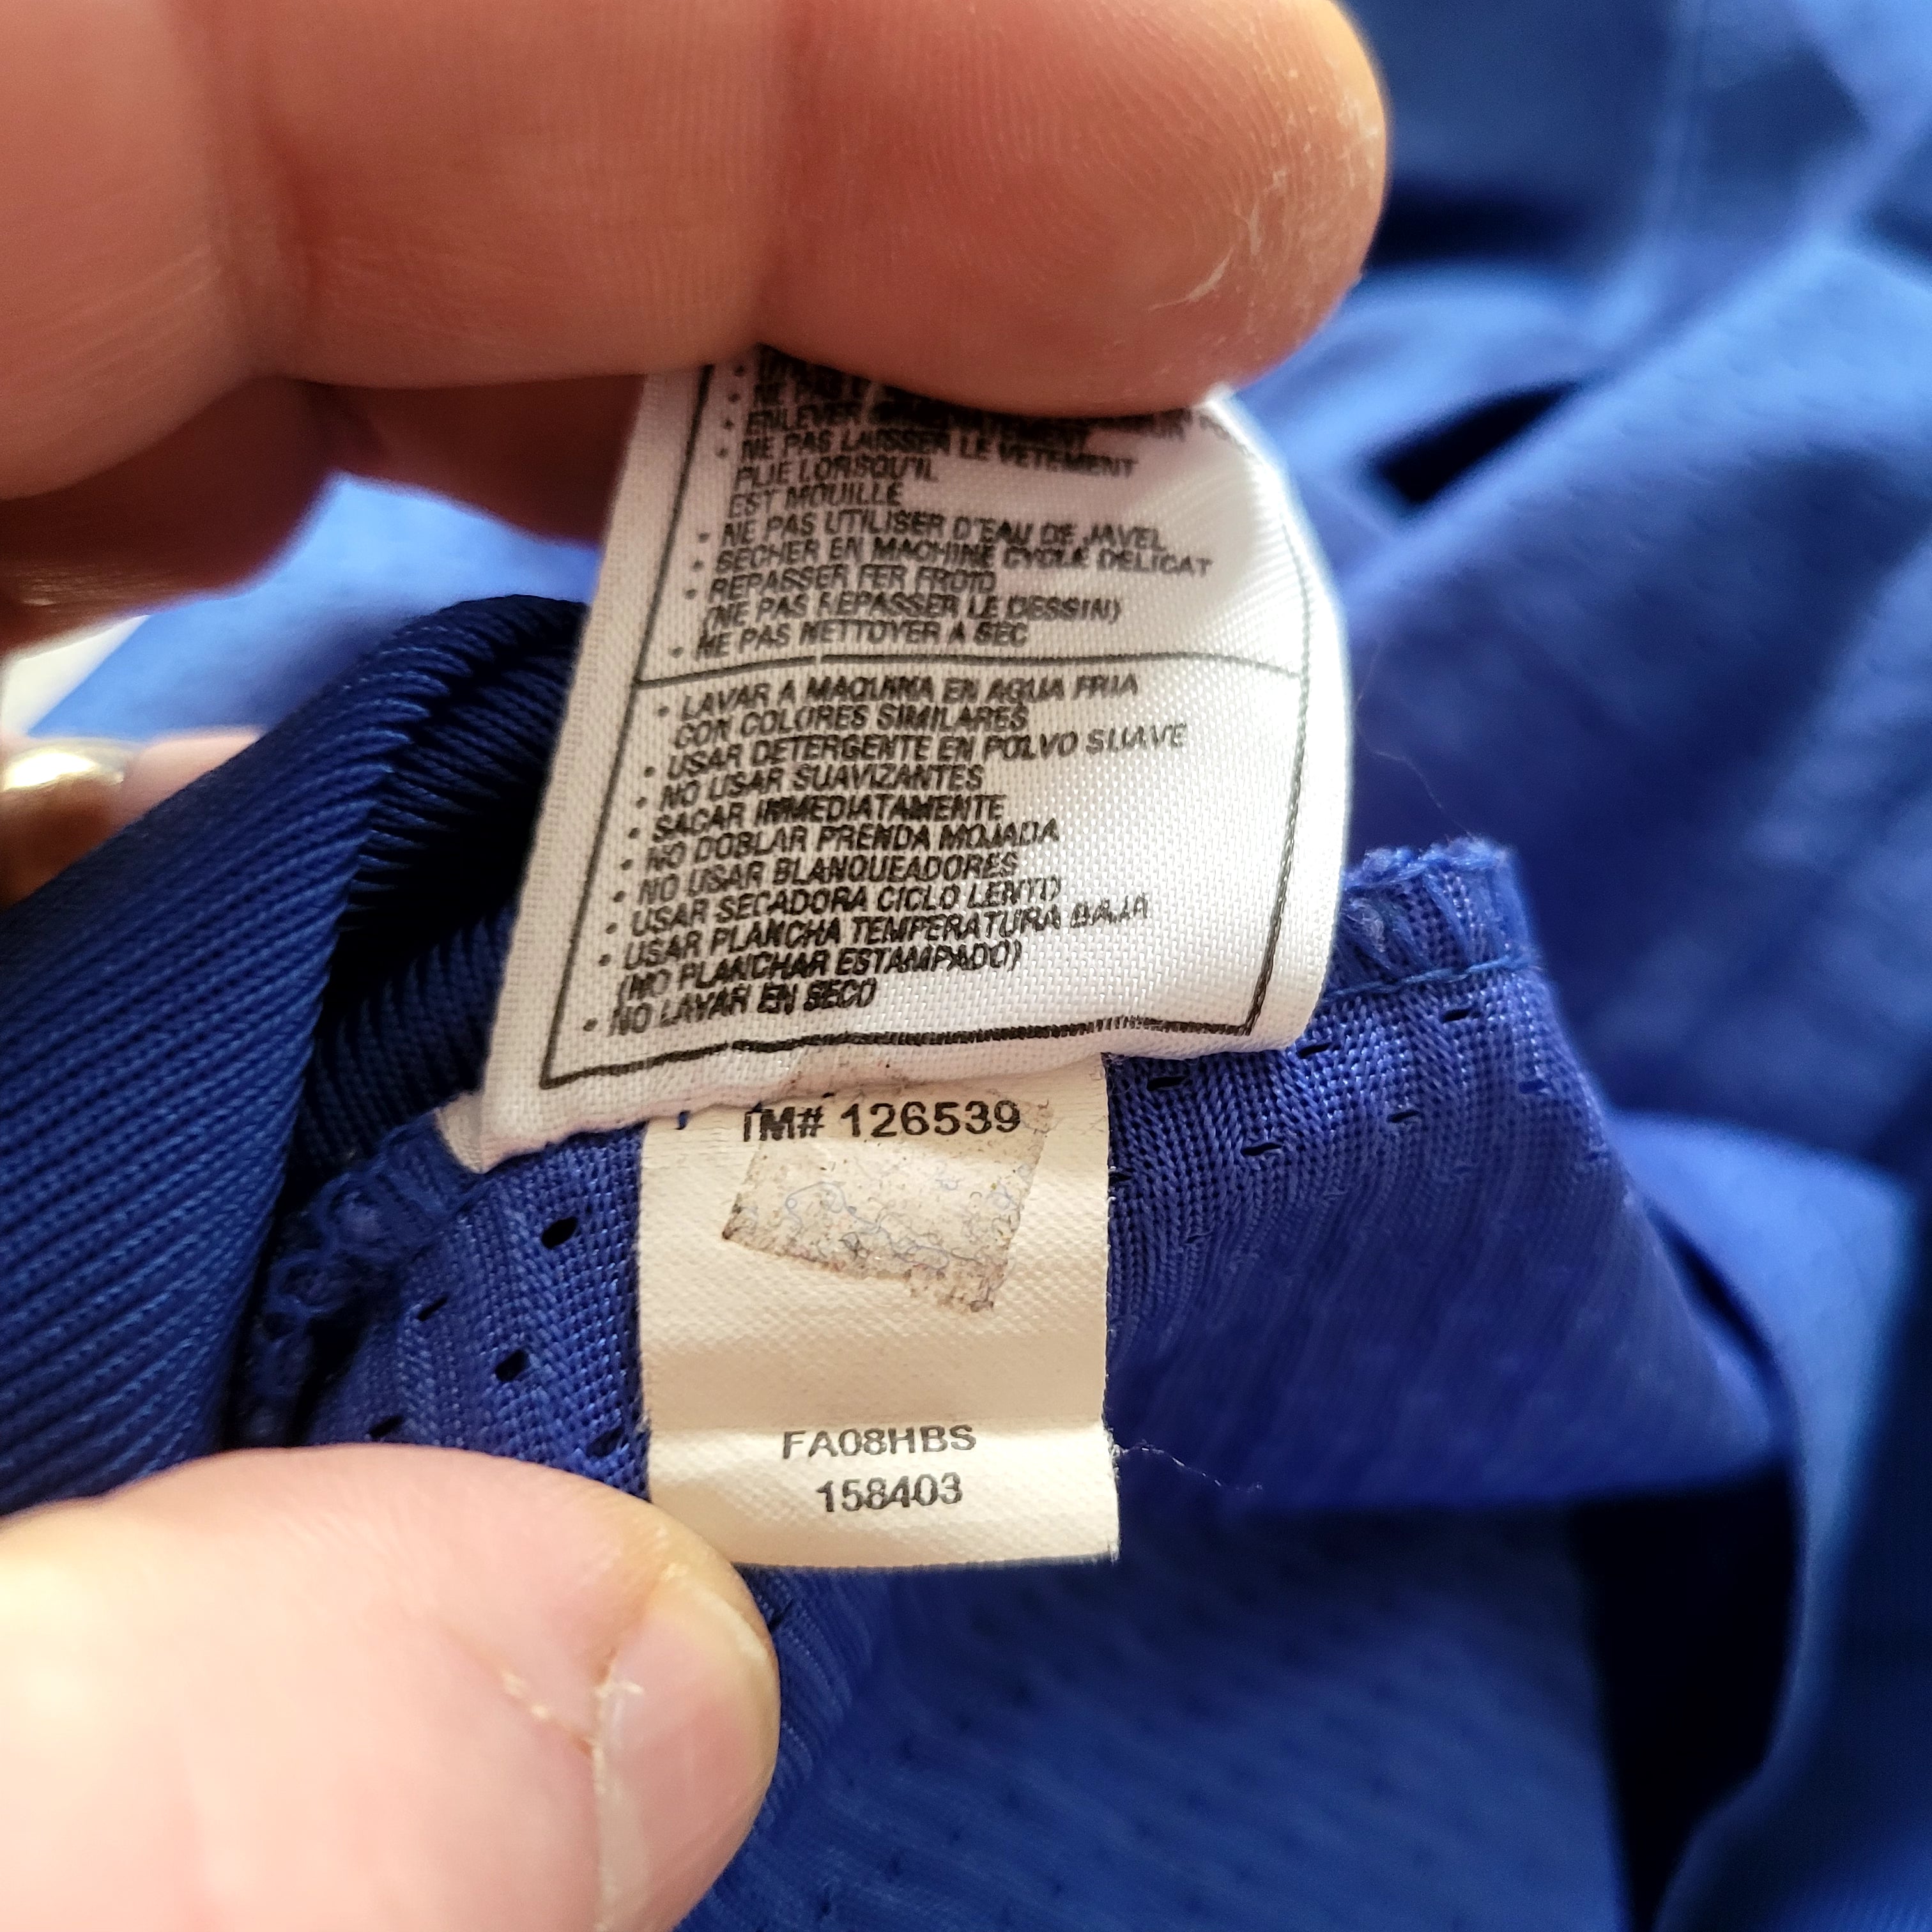 • NE PAS
• ENLEVER
• NE PAS LAISSER LE VETEMENT
PLIE LORSQU'IL
EST MOUILLE
• NE PAS UTILISER D'EAU DE JAVEL
• SECHER EN MACHINE CYCLE DELICAT
• REPASSER FER FROID
(NE PAS REPASSER LE DESSIN)
• NE PAS NETTOYER A SEC
• LAVAR A MAQUINA EN AGUA FRIA
CON COLORES SIMILARES
• USAR DETERGENTE EN POLVO SUAVE
• NO USAR SUAVIZANTES
• SACAR IMMEDIATAMENTE
• NO DOBLAR PRENDA MOJADA
• NO USAR BLANQUEADORES
• USAR SECADORA CICLO LENTO
• USAR PLANCHA TEMPERATURA BAJA
(NO PLANCHAR ESTAMPADO)
• NO LAVAR EN SECO
TM# 126539
FA08HBS
158403